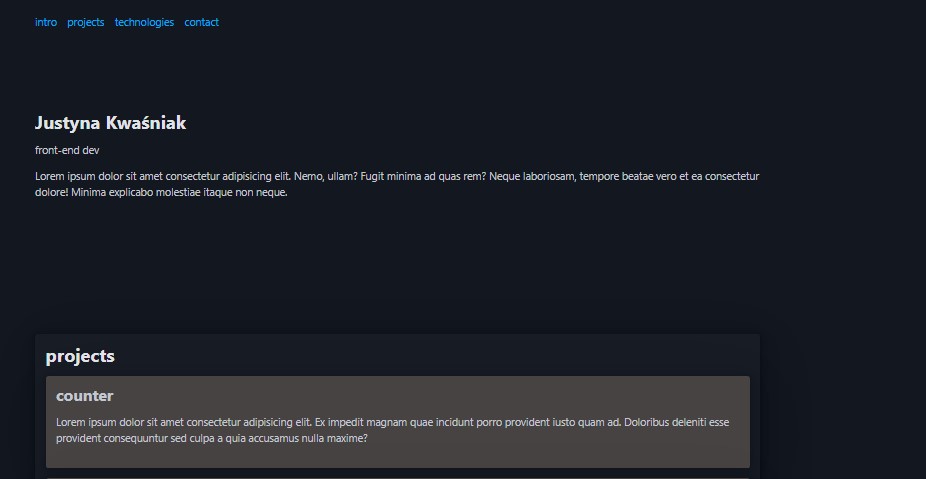 intro projects technologies contact
Justyna Kwaśniak
front-end dev
Lorem ipsum dolor sit amet consectetur adipisicing elit. Nemo, ullam? Fugit minima ad quas rem? Neque laboriosam, tempore beatae vero et ea consectetur
dolore! Minima explicabo molestiae itaque non neque.
projects
counter
Lorem ipsum dolor sit amet consectetur adipisicing elit. Ex impedit magnam quae incidunt porro provident iusto quam ad. Doloribus deleniti esse
provident consequuntur sed culpa a quia accusamus nulla maxime?